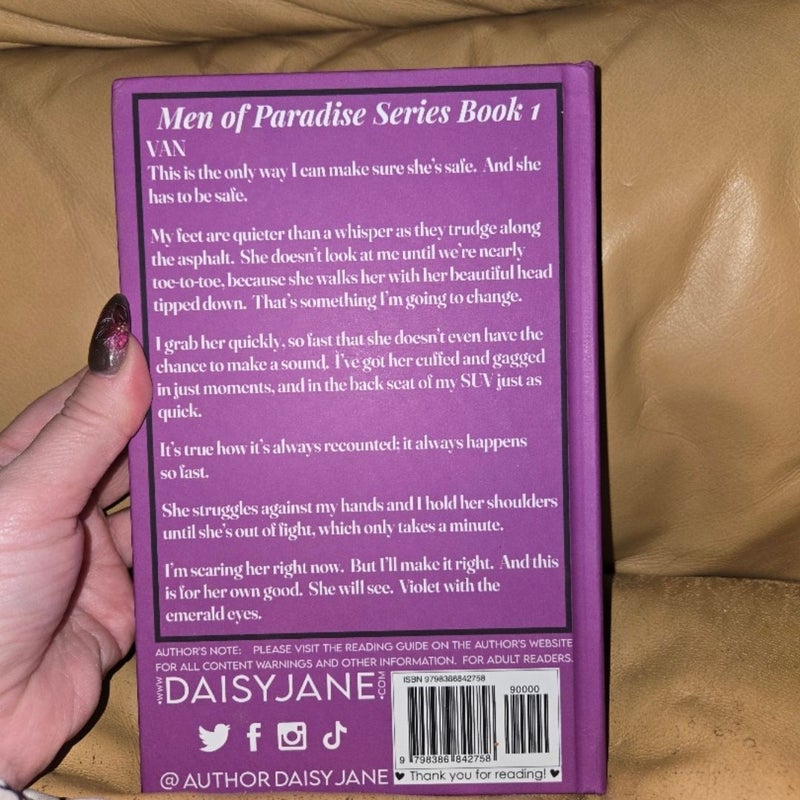 Men of Paradise Series Book 1
VAN
This is the only way I can make sure she's safe. And she
has to be safe.
My feet are quieter than a whisper as they trudge along
the asphalt. She doesn't look at me until we're nearly
toe-to-toe, because she walks her with her beautiful head
tipped down. That's something I'm going to change.
I grab her quickly, so fast that she doesn't even have the
chance to make a sound. I've got her cuffed and gagged
in just moments, and in the back seat of my SUV just as
quick.
It's true how it's always recounted; it always happens
so fast.
She struggles against my hands and I hold her shoulders
until she's out of fight, which only takes a minute.
I'm scaring her right now. But I'll make it right. And this
is for her own good. She will see. Violet with the
emerald eyes.
AUTHOR'S NOTE: PLEASE VISIT THE READING GUIDE ON THE AUTHOR'S WEBSITE
FOR ALL CONTENT WARNINGS AND OTHER INFORMATION. FOR ADULT READERS.
WWW.DAISYJANE.COM
ISBN 9798386842758
90000
9 798386 842758
Thank you for reading!
@AUTHORDAISYJANE